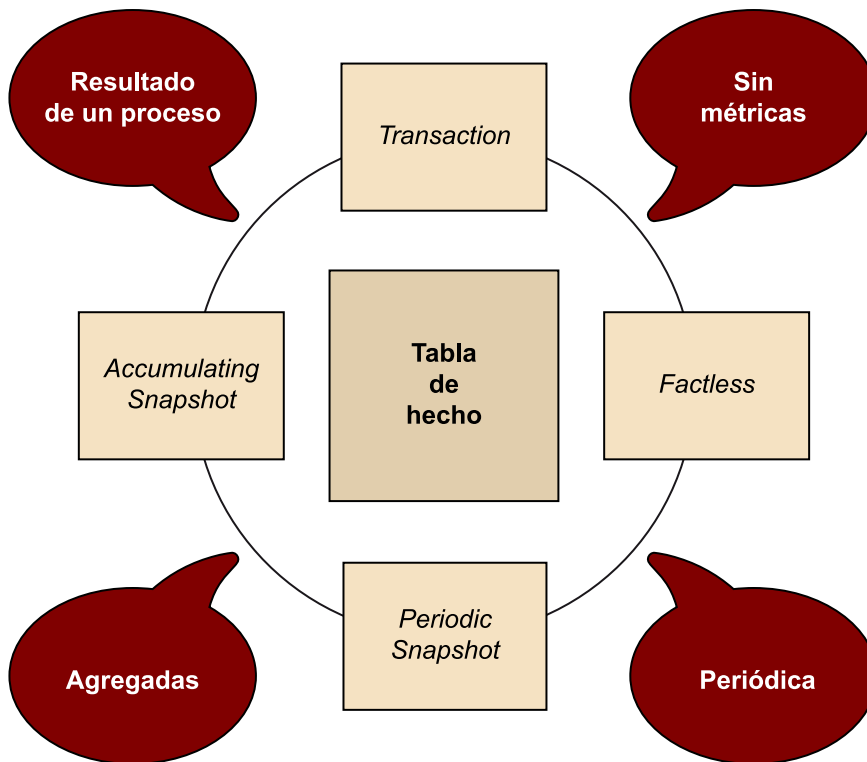 Resultado
de un proceso
Sin
métricas
Transaction
Accumulating
Snapshot
Tabla
de
hecho
Factless
Periodic
Snapshot
Agregadas
Periódica